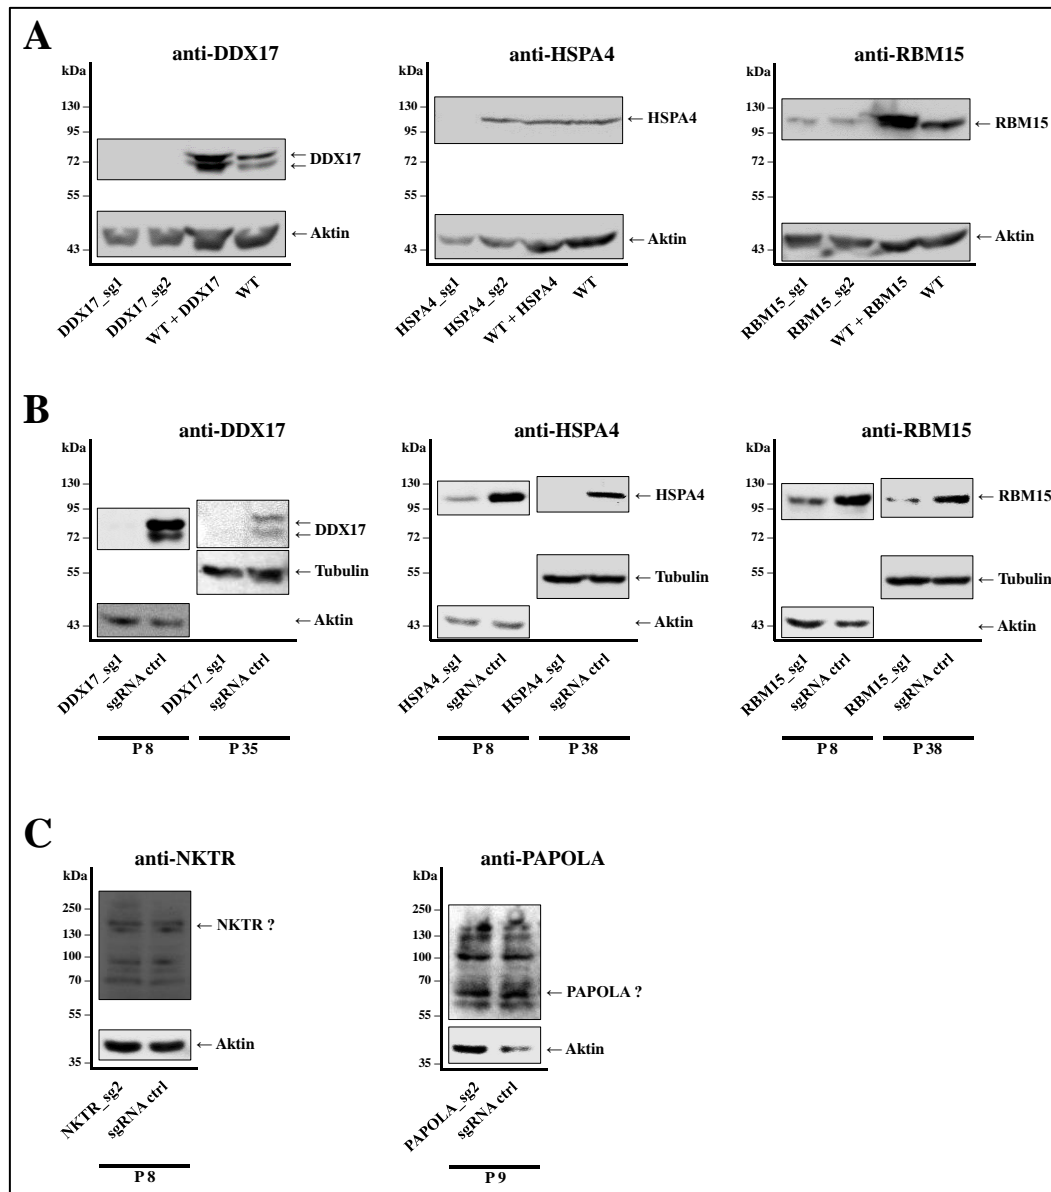 A
anti-DDX17
kDa
130
95
72
55
43
← DDX17
←
← Aktin
DDX17_sg1
DDX17_sg2
WT + DDX17
WT
anti-HSPA4
kDa
130
95
72
55
43
← HSPA4
← Aktin
HSPA4_sg1
HSPA4_sg2
WT + HSPA4
WT
anti-RBM15
kDa
130
95
72
55
43
← RBM15
← Aktin
RBM15_sg1
RBM15_sg2
WT + RBM15
WT
B
anti-DDX17
kDa
130
95
72
55
43
← DDX17
←
← Tubulin
← Aktin
DDX17_sg1
sgRNA ctrl
DDX17_sg1
sgRNA ctrl
P 8
P 35
anti-HSPA4
kDa
130
95
72
55
43
← HSPA4
← Tubulin
← Aktin
HSPA4_sg1
sgRNA ctrl
HSPA4_sg1
sgRNA ctrl
P 8
P 38
anti-RBM15
kDa
130
95
72
55
43
← RBM15
← Tubulin
← Aktin
RBM15_sg1
sgRNA ctrl
RBM15_sg1
sgRNA ctrl
P 8
P 38
C
anti-NKTR
kDa
250
130
100
70
55
35
← NKTR ?
← Aktin
NKTR_sg2
sgRNA ctrl
P 8
anti-PAPOLA
kDa
250
130
100
70
55
35
← PAPOLA ?
← Aktin
PAPOLA_sg2
sgRNA ctrl
P 9